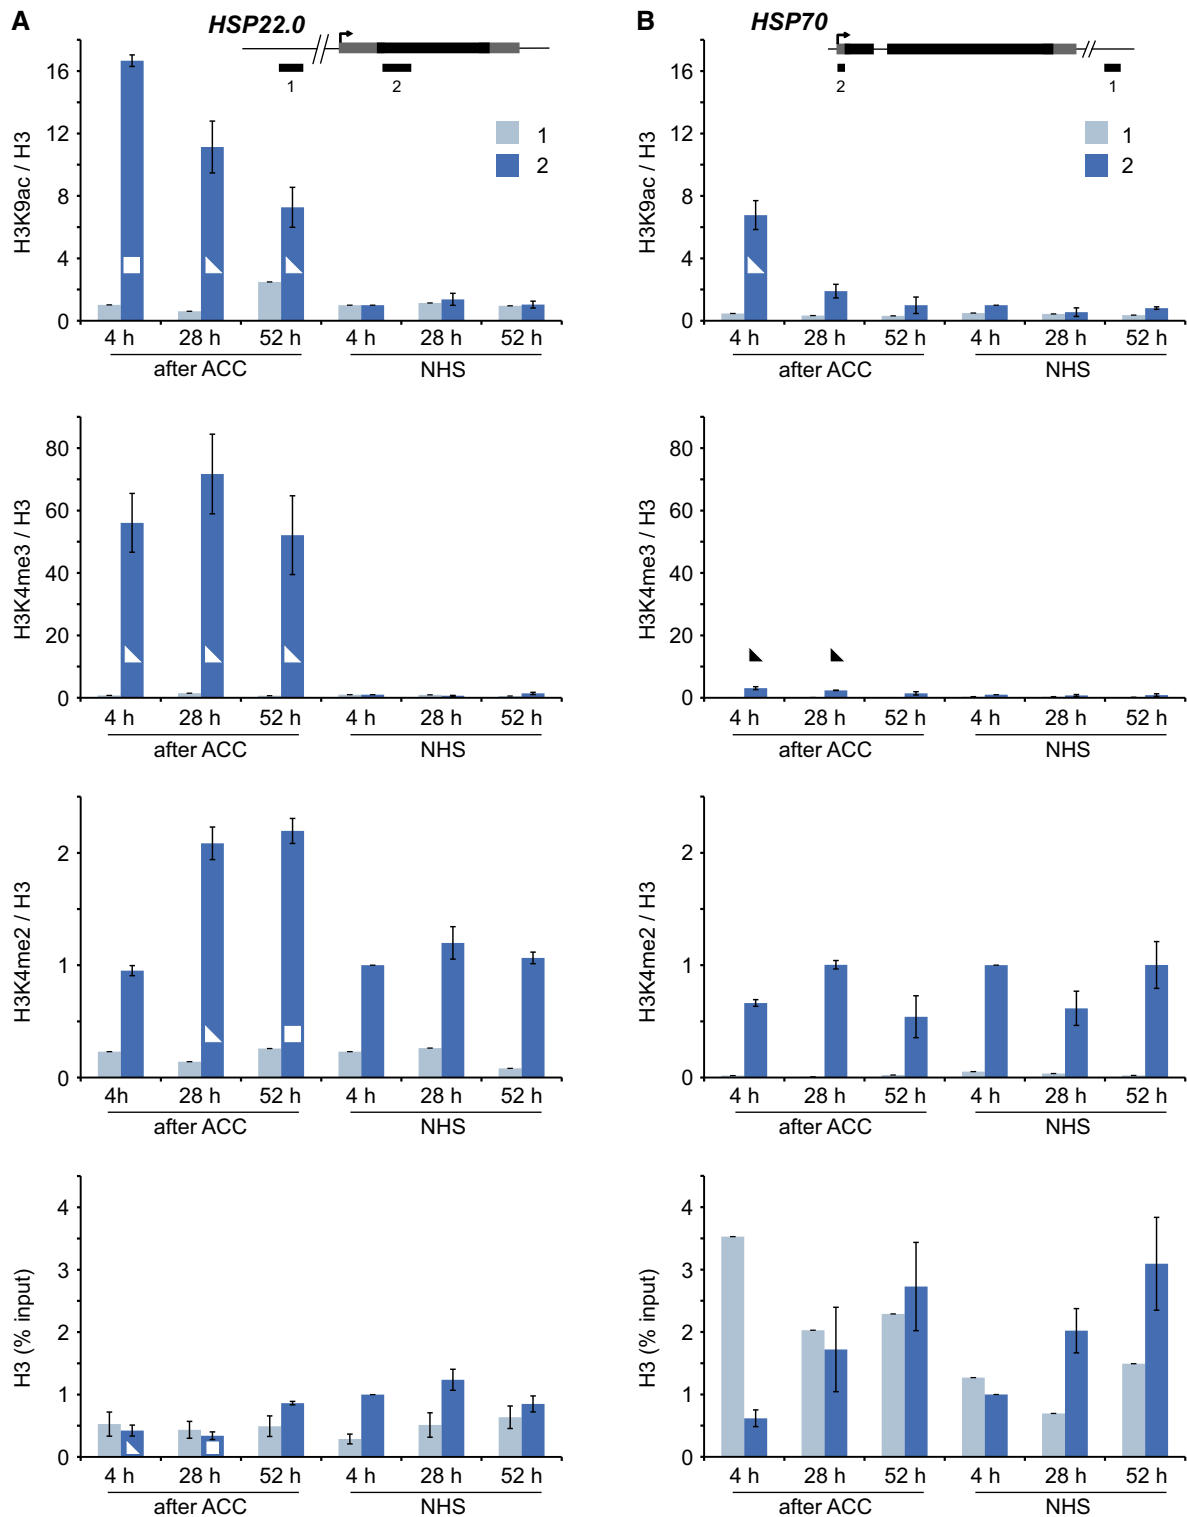 A
HSP22.0
1
2
H3K9ac / H3
16
12
8
4
0
1
2
4 h 28 h 52 h 4 h 28 h 52 h
after ACC NHS
H3K4me3 / H3
80
60
40
20
0
4 h 28 h 52 h 4 h 28 h 52 h
after ACC NHS
H3K4me2 / H3
2
1
0
4h 28 h 52 h 4 h 28 h 52 h
after ACC NHS
H3 (% input)
4
3
2
1
0
4 h 28 h 52 h 4 h 28 h 52 h
after ACC NHS
B
HSP70
2
1
H3K9ac / H3
16
12
8
4
0
1
2
4 h 28 h 52 h 4 h 28 h 52 h
after ACC NHS
H3K4me3 / H3
80
60
40
20
0
4 h 28 h 52 h 4 h 28 h 52 h
after ACC NHS
H3K4me2 / H3
2
1
0
4 h 28 h 52 h 4 h 28 h 52 h
after ACC NHS
H3 (% input)
4
3
2
1
0
4 h 28 h 52 h 4 h 28 h 52 h
after ACC NHS